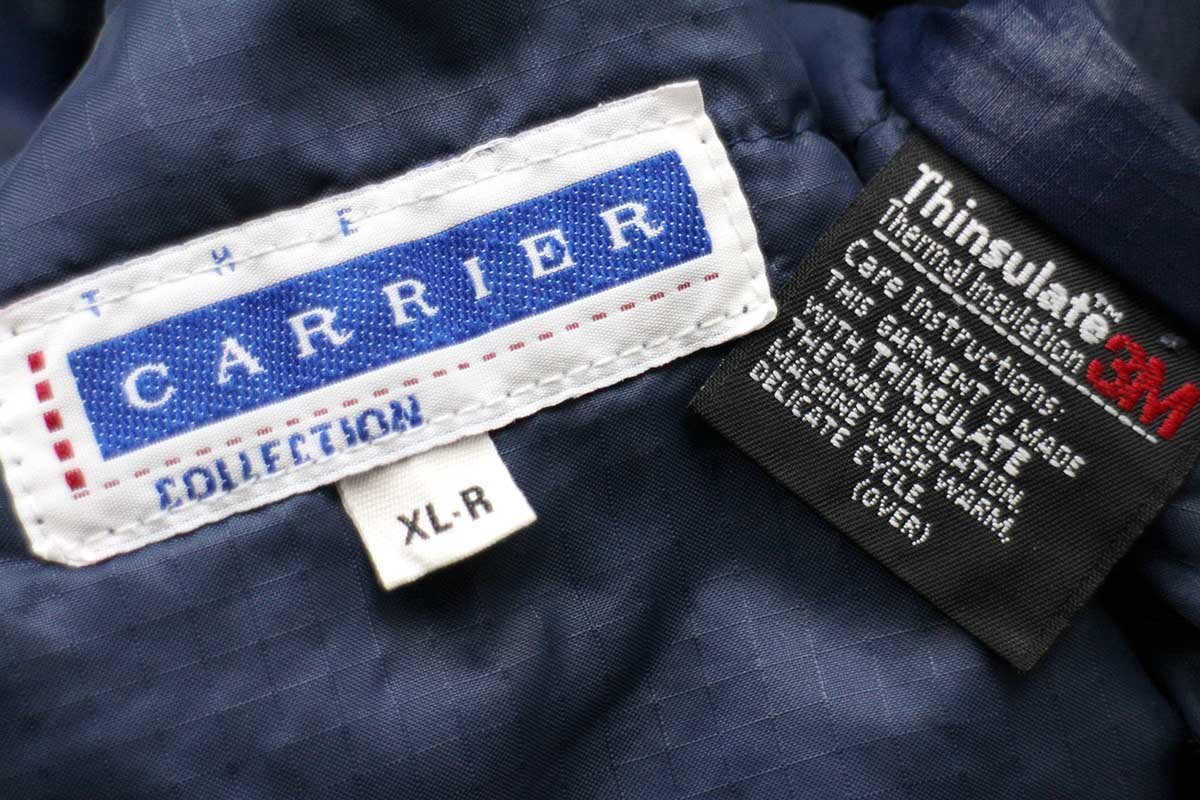 THE
CARRIER
COLLECTION
XL-R
Thinsulate™
Thermal Insulation 3M
Care Instructions:
THIS GARMENT IS MADE
WITH THINSULATE
THERMAL INSULATION,
MACHINE WASH WARM,
DELICATE CYCLE
(OVER)